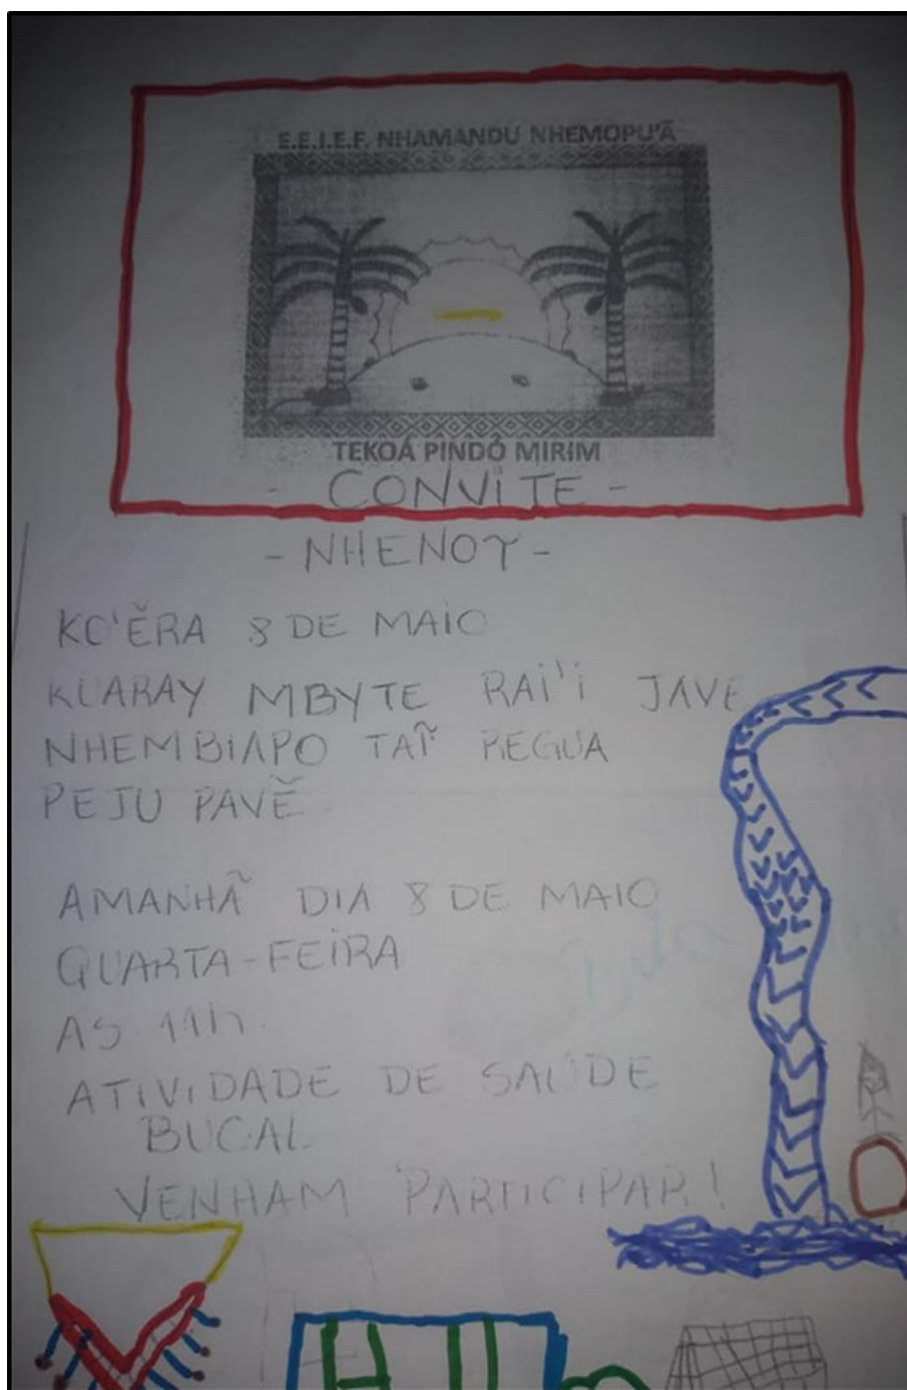 E.E.I.E.F. NHAMANDU NHEMOPU'Ã
TEKOÁ PINDÓ MIRIM
- CONVITE -
- NHENOỸ -
KO'ẼRA 8 DE MAIO
KUARAY MBYTE RAI'I JAVE
NHEMBIAPO TAĨ REGUA
PEJU PAVẼ
AMANHÃ DIA 8 DE MAIO
QUARTA-FEIRA
AS 11h
ATIVIDADE DE SAÚDE
BUCAL
VENHAM PARTICIPAR!